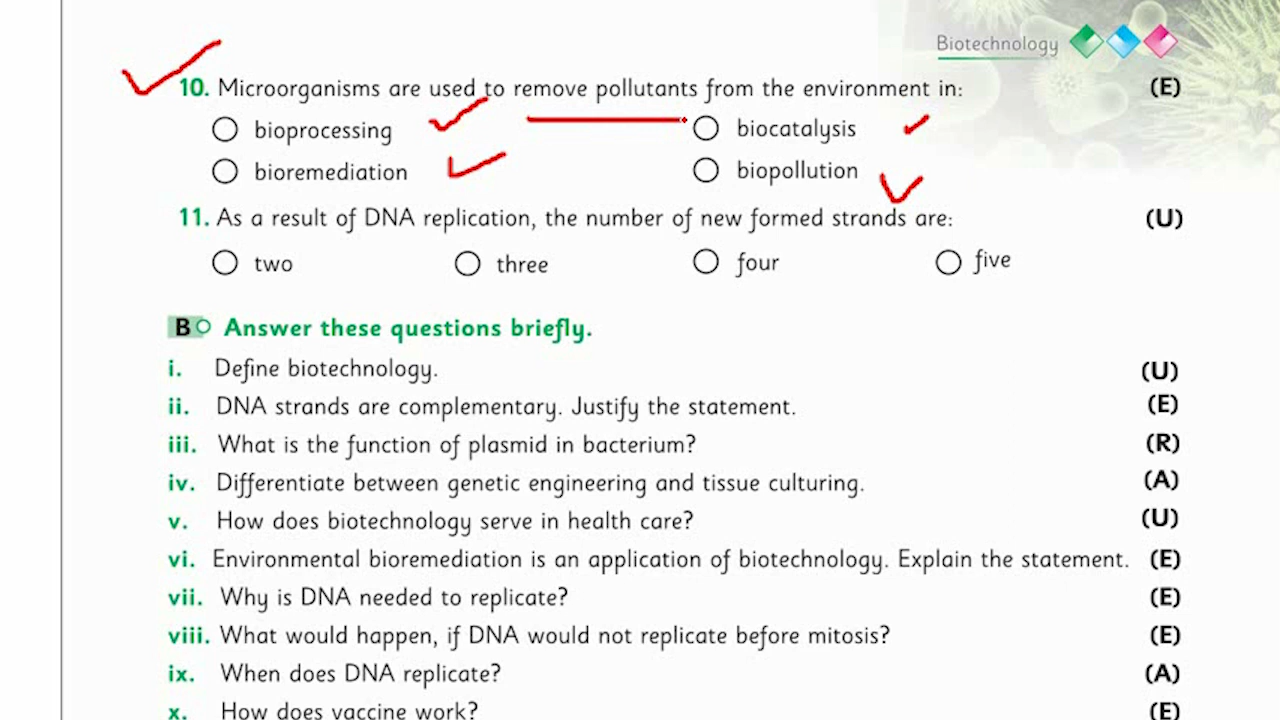 Biotechnology
10. Microorganisms are used to remove pollutants from the environment in: (E)
bioprocessing biocatalysis
bioremediation biopollution
11. As a result of DNA replication, the number of new formed strands are: (U)
two three four five
B Answer these questions briefly.
i. Define biotechnology. (U)
ii. DNA strands are complementary. Justify the statement. (E)
iii. What is the function of plasmid in bacterium? (R)
iv. Differentiate between genetic engineering and tissue culturing. (A)
v. How does biotechnology serve in health care? (U)
vi. Environmental bioremediation is an application of biotechnology. Explain the statement. (E)
vii. Why is DNA needed to replicate? (E)
viii. What would happen, if DNA would not replicate before mitosis? (E)
ix. When does DNA replicate? (A)
x. How does vaccine work? (E)